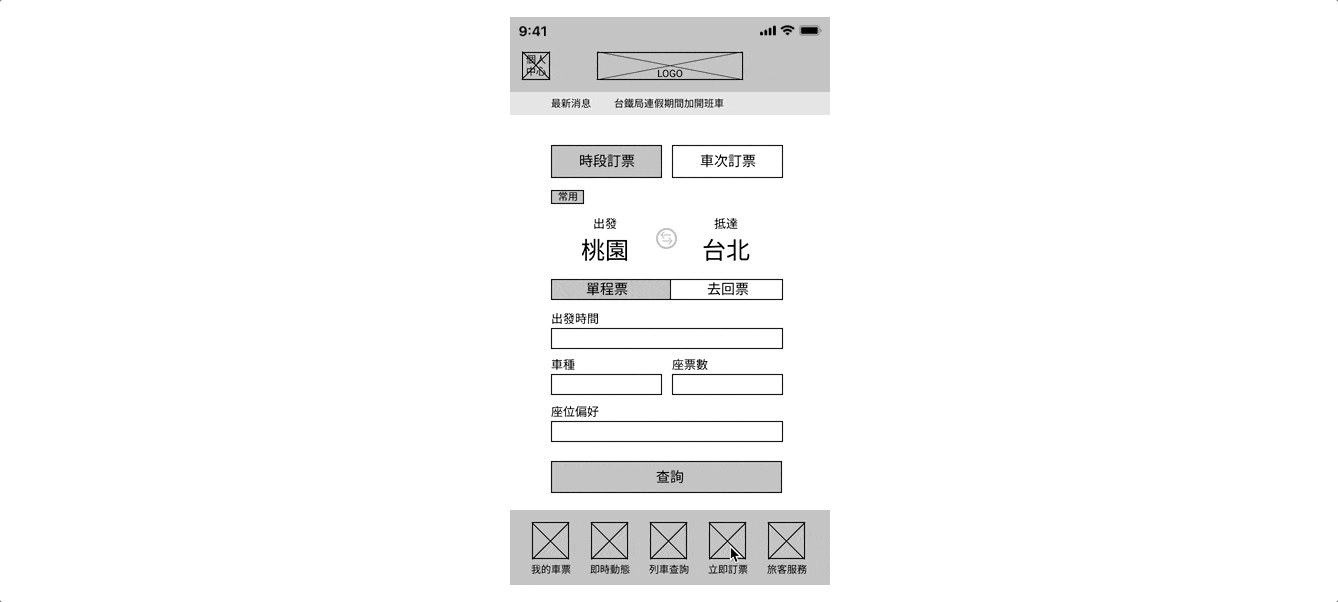 9:41
個人
中心
LOGO
最新消息 台鐵局連假期間加開班車
時段訂票 車次訂票
常用
出發 抵達
桃園 台北
單程票 去回票
出發時間
車種 座票數
座位偏好
查詢
我的車票 即時動態 列車查詢 立即訂票 旅客服務